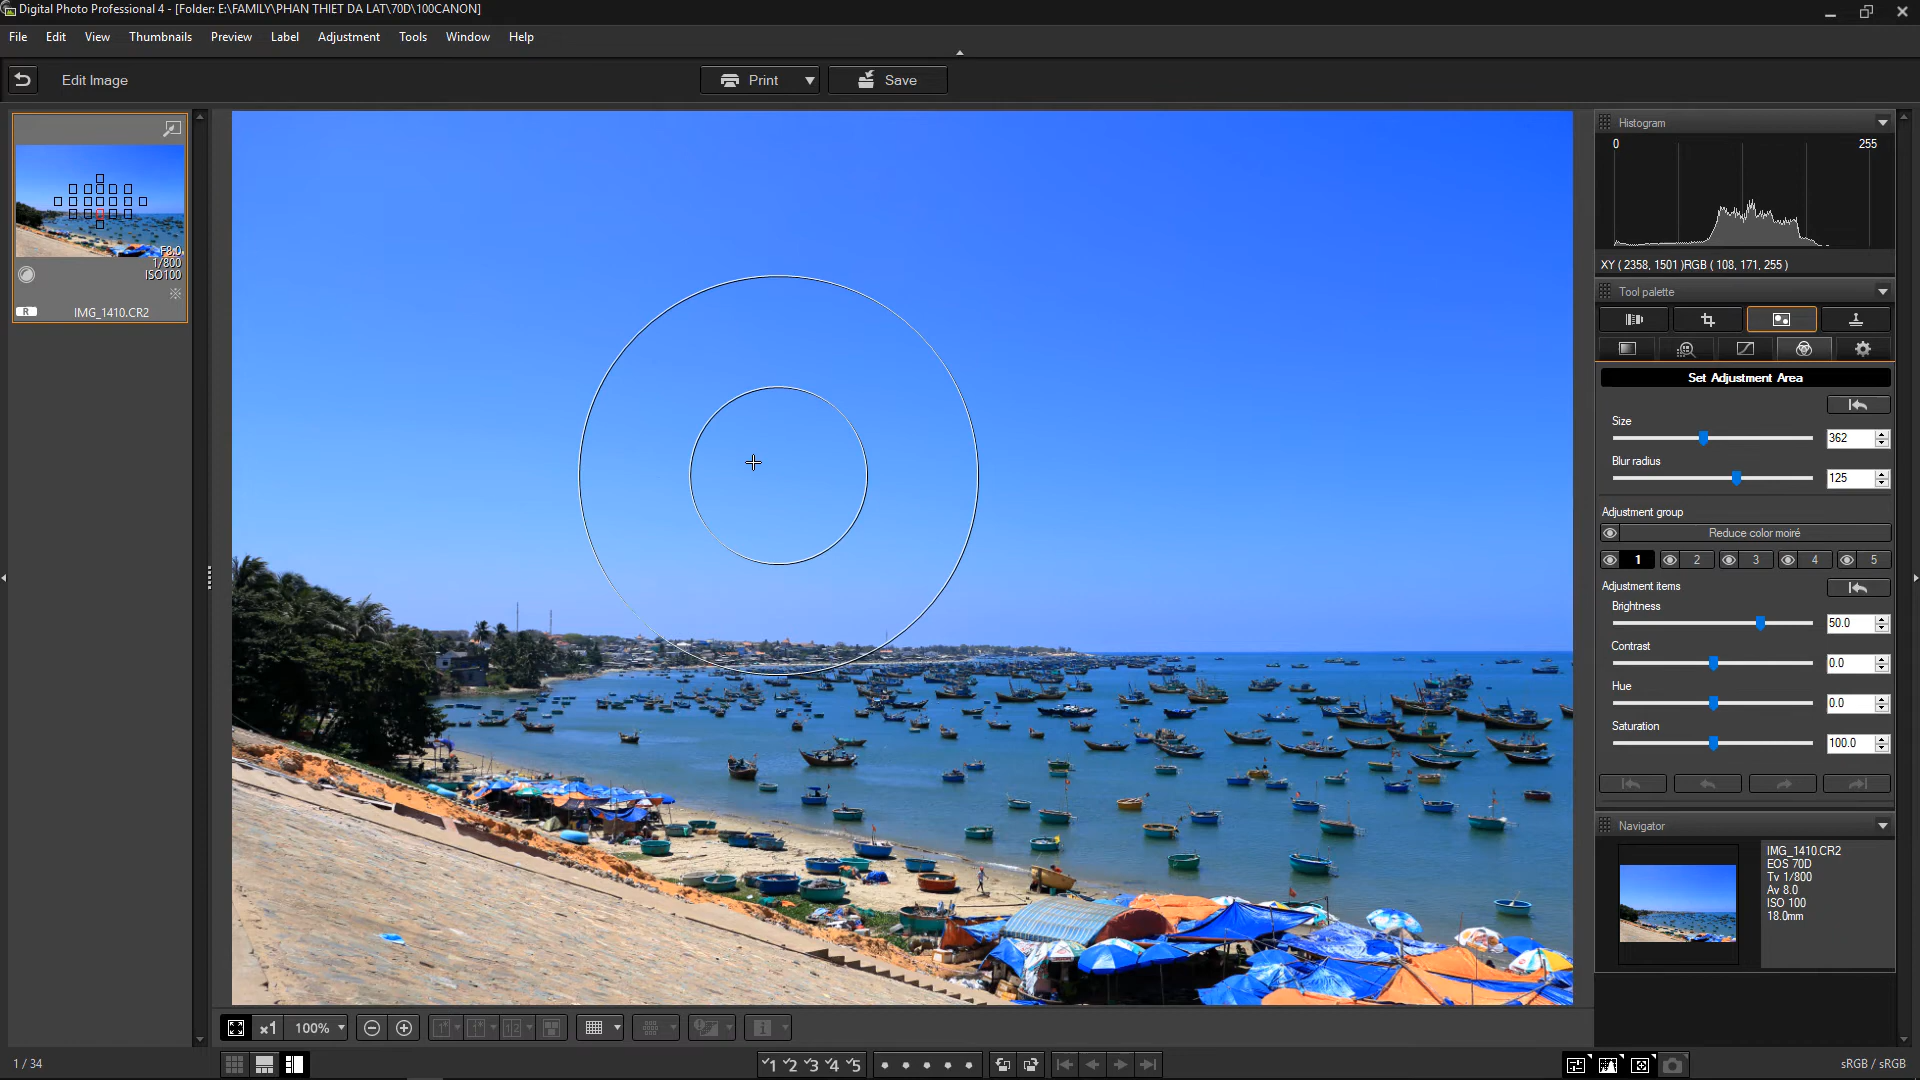 Digital Photo Professional 4 - [Folder: E:\FAMILY\PHAN THIET DA LAT\70D\100CANON]
File Edit View Thumbnails Preview Label Adjustment Tools Window Help
Edit Image
Print
Save
F8.0
1/800
ISO100
R
IMG_1410.CR2
Histogram
0
255
XY ( 2358, 1501 )RGB ( 108, 171, 255 )
Tool palette
Set Adjustment Area
Size
362
Blur radius
125
Adjustment group
Reduce color moiré
1 2 3 4 5
Adjustment items
Brightness
50.0
Contrast
0.0
Hue
0.0
Saturation
100.0
Navigator
IMG_1410.CR2
EOS 70D
Tv 1/800
Av 8.0
ISO 100
18.0mm
x1 100%
1 / 34
1 2 3 4 5
sRGB / sRGB